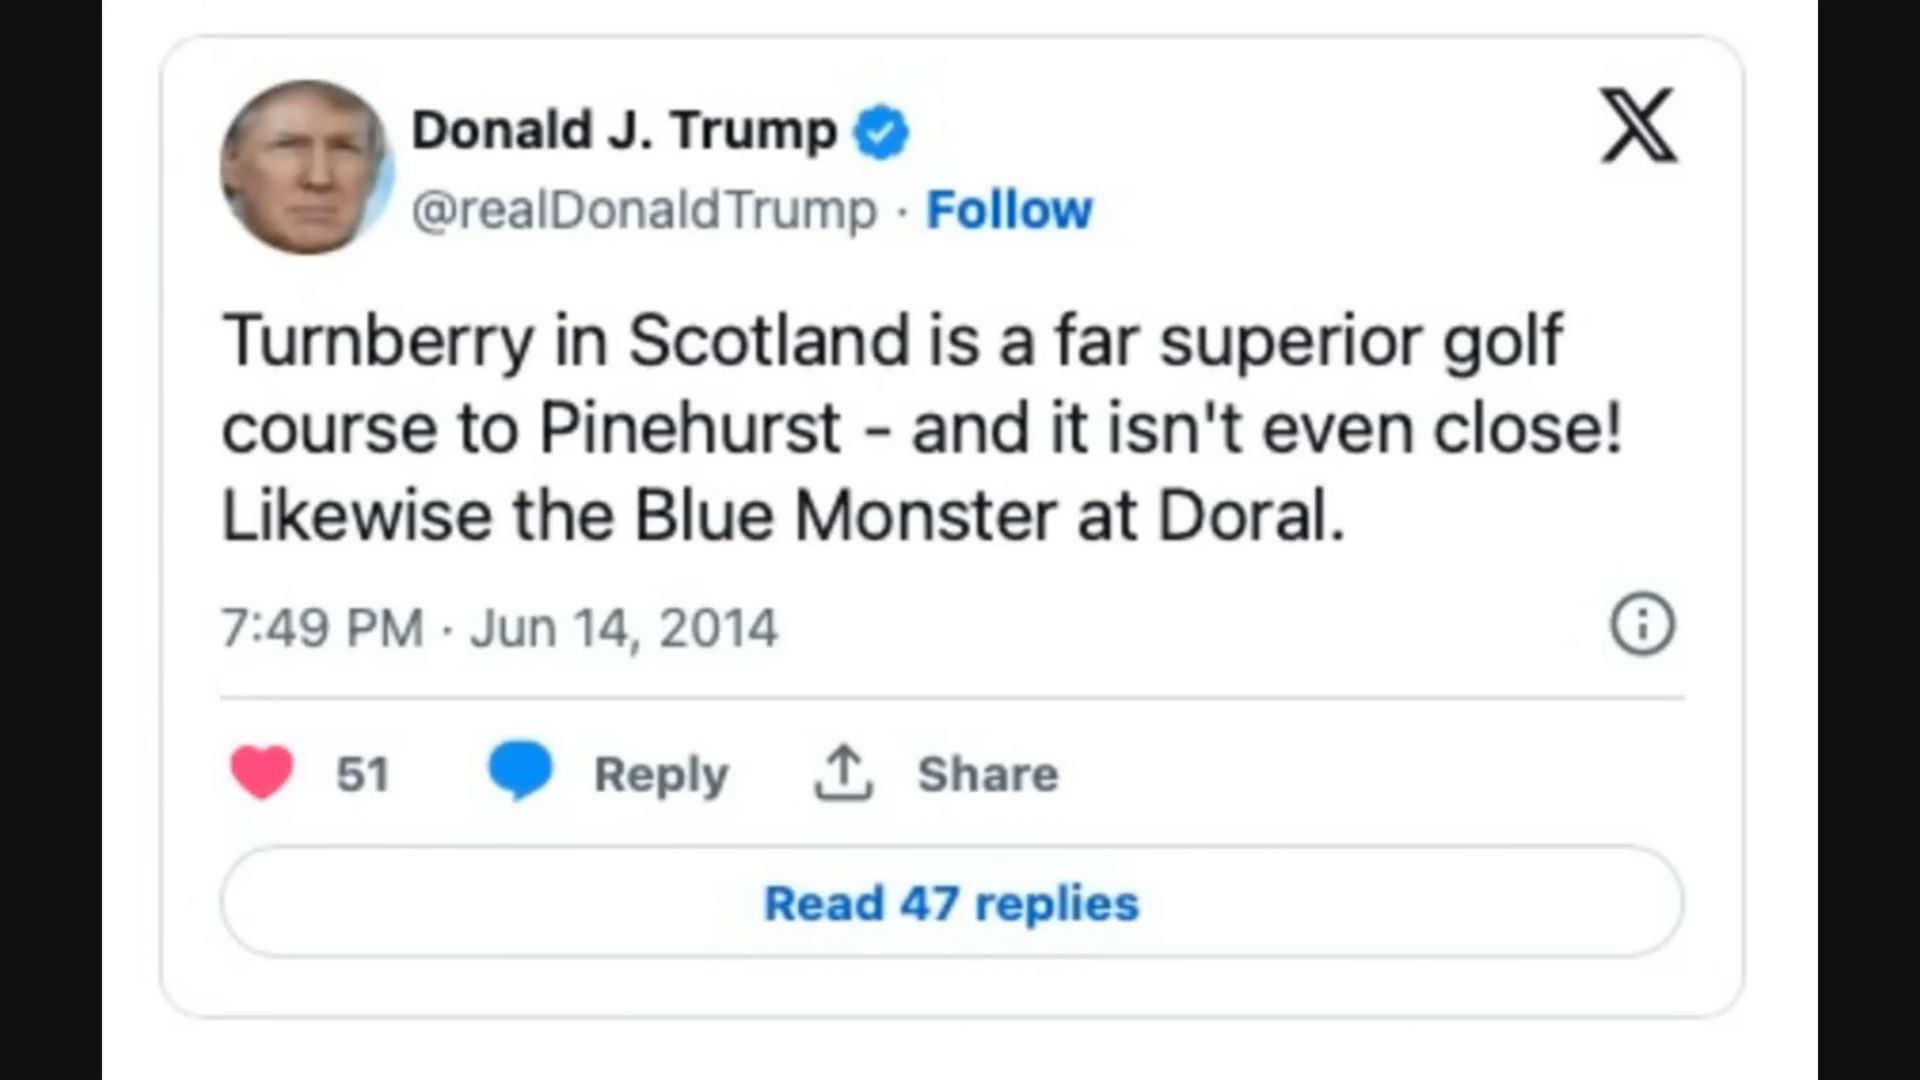 Donald J. Trump
@realDonaldTrump · Follow
Turnberry in Scotland is a far superior golf
course to Pinehurst - and it isn't even close!
Likewise the Blue Monster at Doral.
7:49 PM · Jun 14, 2014
51 Reply Share
Read 47 replies